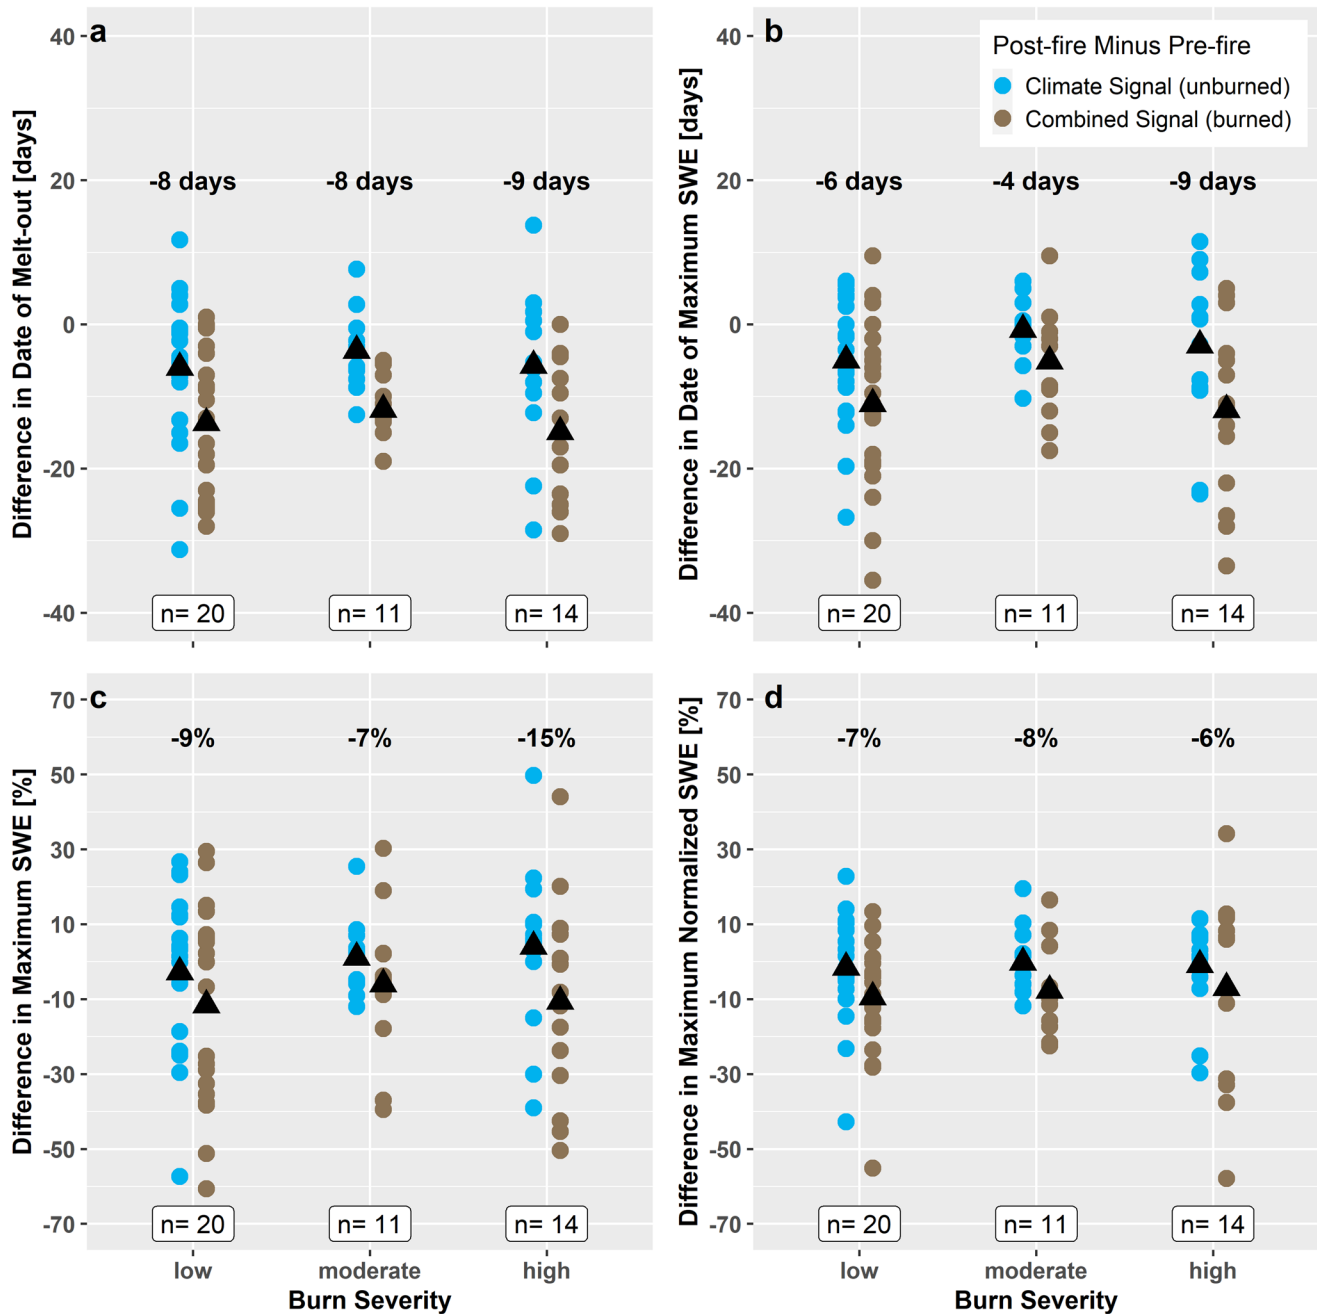 a
40
20
0
-20
-40
Difference in Date of Melt-out [days]
-8 days
-8 days
-9 days
n= 20
n= 11
n= 14
b
40
20
0
-20
-40
Difference in Date of Maximum SWE [days]
Post-fire Minus Pre-fire
Climate Signal (unburned)
Combined Signal (burned)
-6 days
-4 days
-9 days
n= 20
n= 11
n= 14
c
70
50
30
10
-10
-30
-50
-70
Difference in Maximum SWE [%]
-9%
-7%
-15%
n= 20
n= 11
n= 14
low
moderate
high
Burn Severity
d
70
50
30
10
-10
-30
-50
-70
Difference in Maximum Normalized SWE [%]
-7%
-8%
-6%
n= 20
n= 11
n= 14
low
moderate
high
Burn Severity